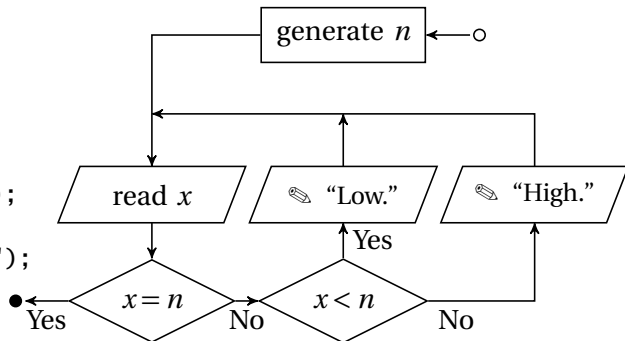 generate n
read x
✎ “Low.”
✎ “High.”
);
Yes
);
x = n
x < n
Yes
No
No